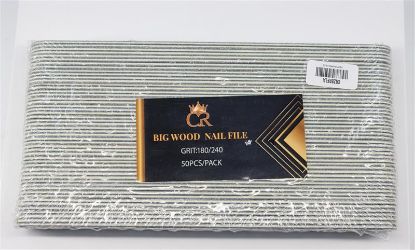 CR
BIG WOOD NAIL FILE
GRIT:180/240
50PCS/PACK